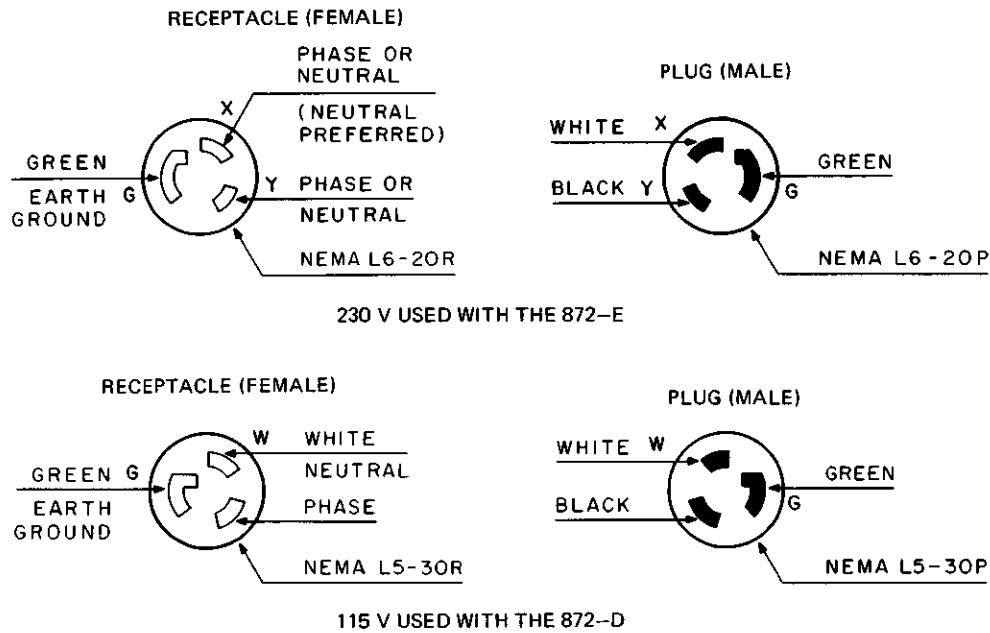 RECEPTACLE (FEMALE)
PHASE OR
NEUTRAL
X
(NEUTRAL
PREFERRED)
GREEN
EARTH G
GROUND
Y PHASE OR
NEUTRAL
NEMA L6-20R
PLUG (MALE)
WHITE X
BLACK Y
GREEN
G
NEMA L6-20P
230 V USED WITH THE 872-E
RECEPTACLE (FEMALE)
W WHITE
NEUTRAL
GREEN G
EARTH
GROUND
PHASE
NEMA L5-30R
PLUG (MALE)
WHITE W
BLACK
GREEN
G
NEMA L5-30P
115 V USED WITH THE 872-D